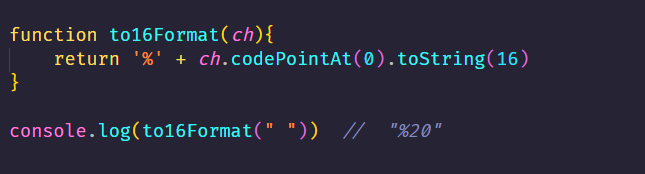 function to16Format(ch){
    return '%' + ch.codePointAt(0).toString(16)
}
console.log(to16Format(" "))  //  "%20"